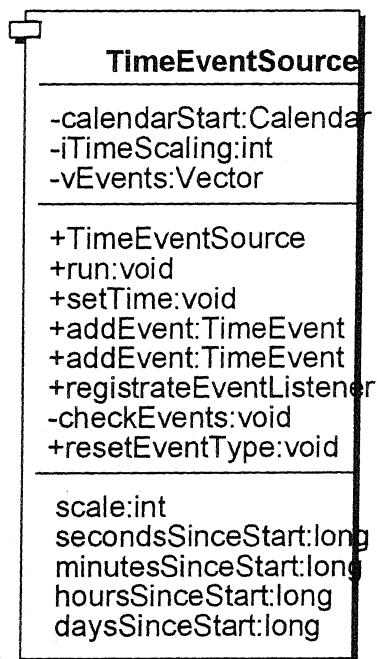 TimeEventSource
-calendarStart:Calendar
-iTimeScaling:int
-vEvents:Vector
+TimeEventSource
+run:void
+setTime:void
+addEvent:TimeEvent
+addEvent:TimeEvent
+registrateEventListener
-checkEvents:void
+resetEventType:void
scale:int
secondsSinceStart:long
minutesSinceStart:long
hoursSinceStart:long
daysSinceStart:long